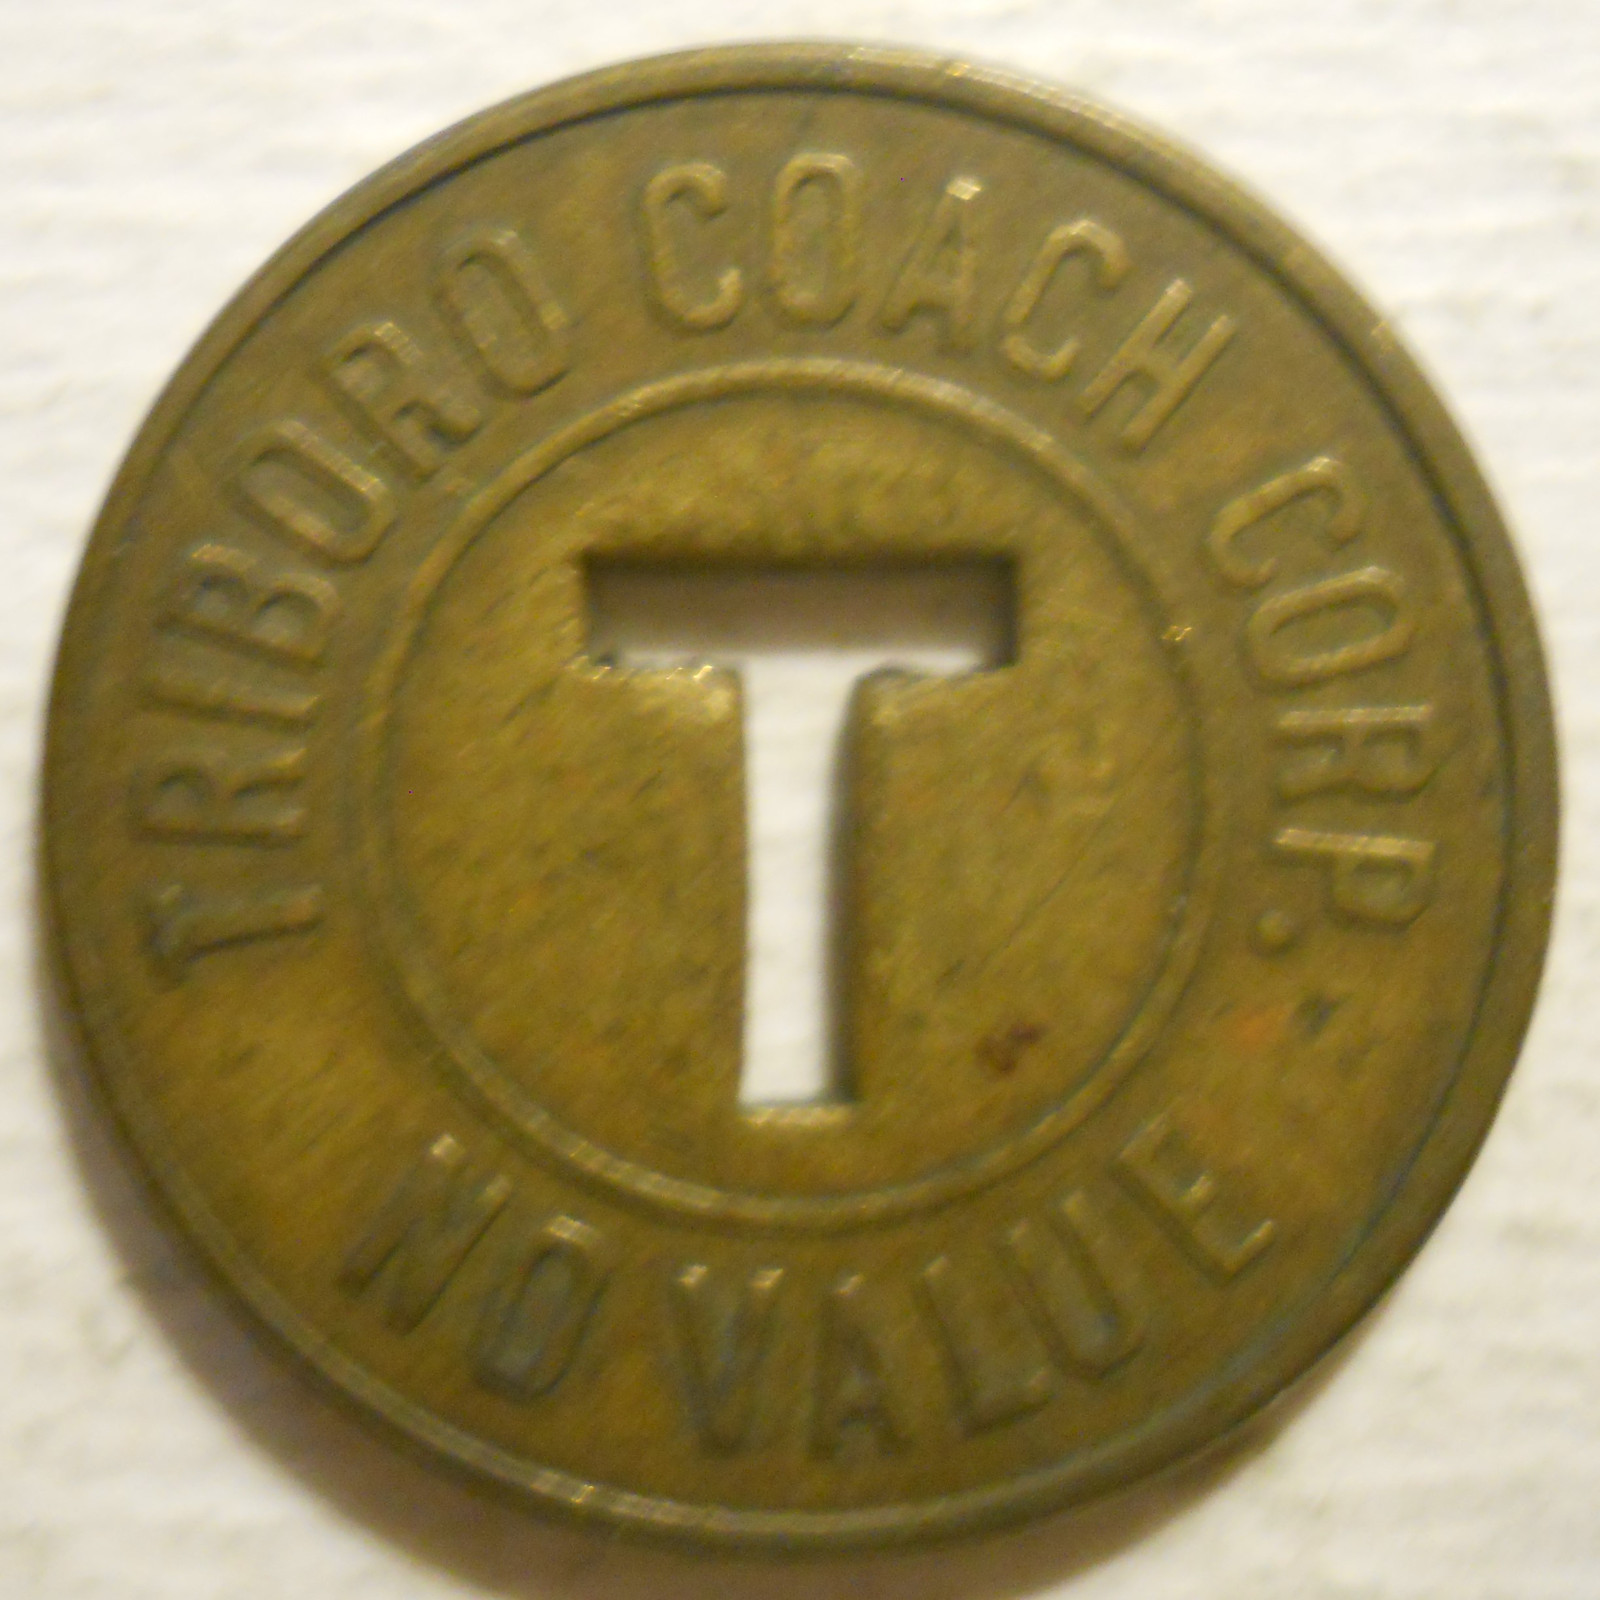 TRIBORO COACH CORP.
T
NO VALUE